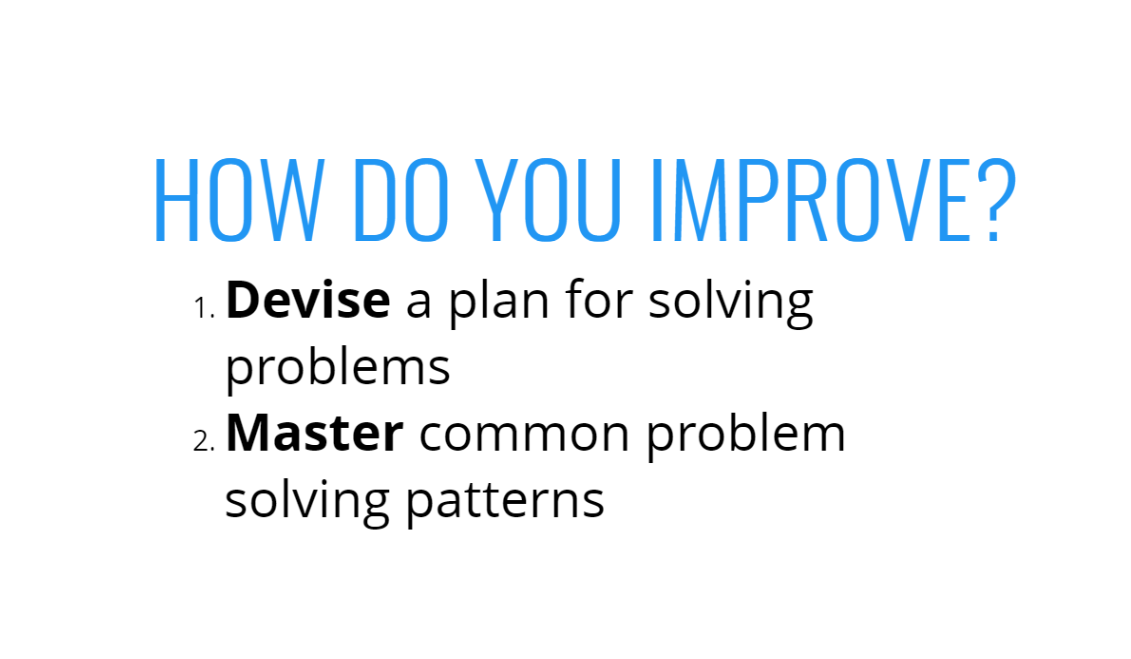 HOW DO YOU IMPROVE?
1. Devise a plan for solving
problems
2. Master common problem
solving patterns